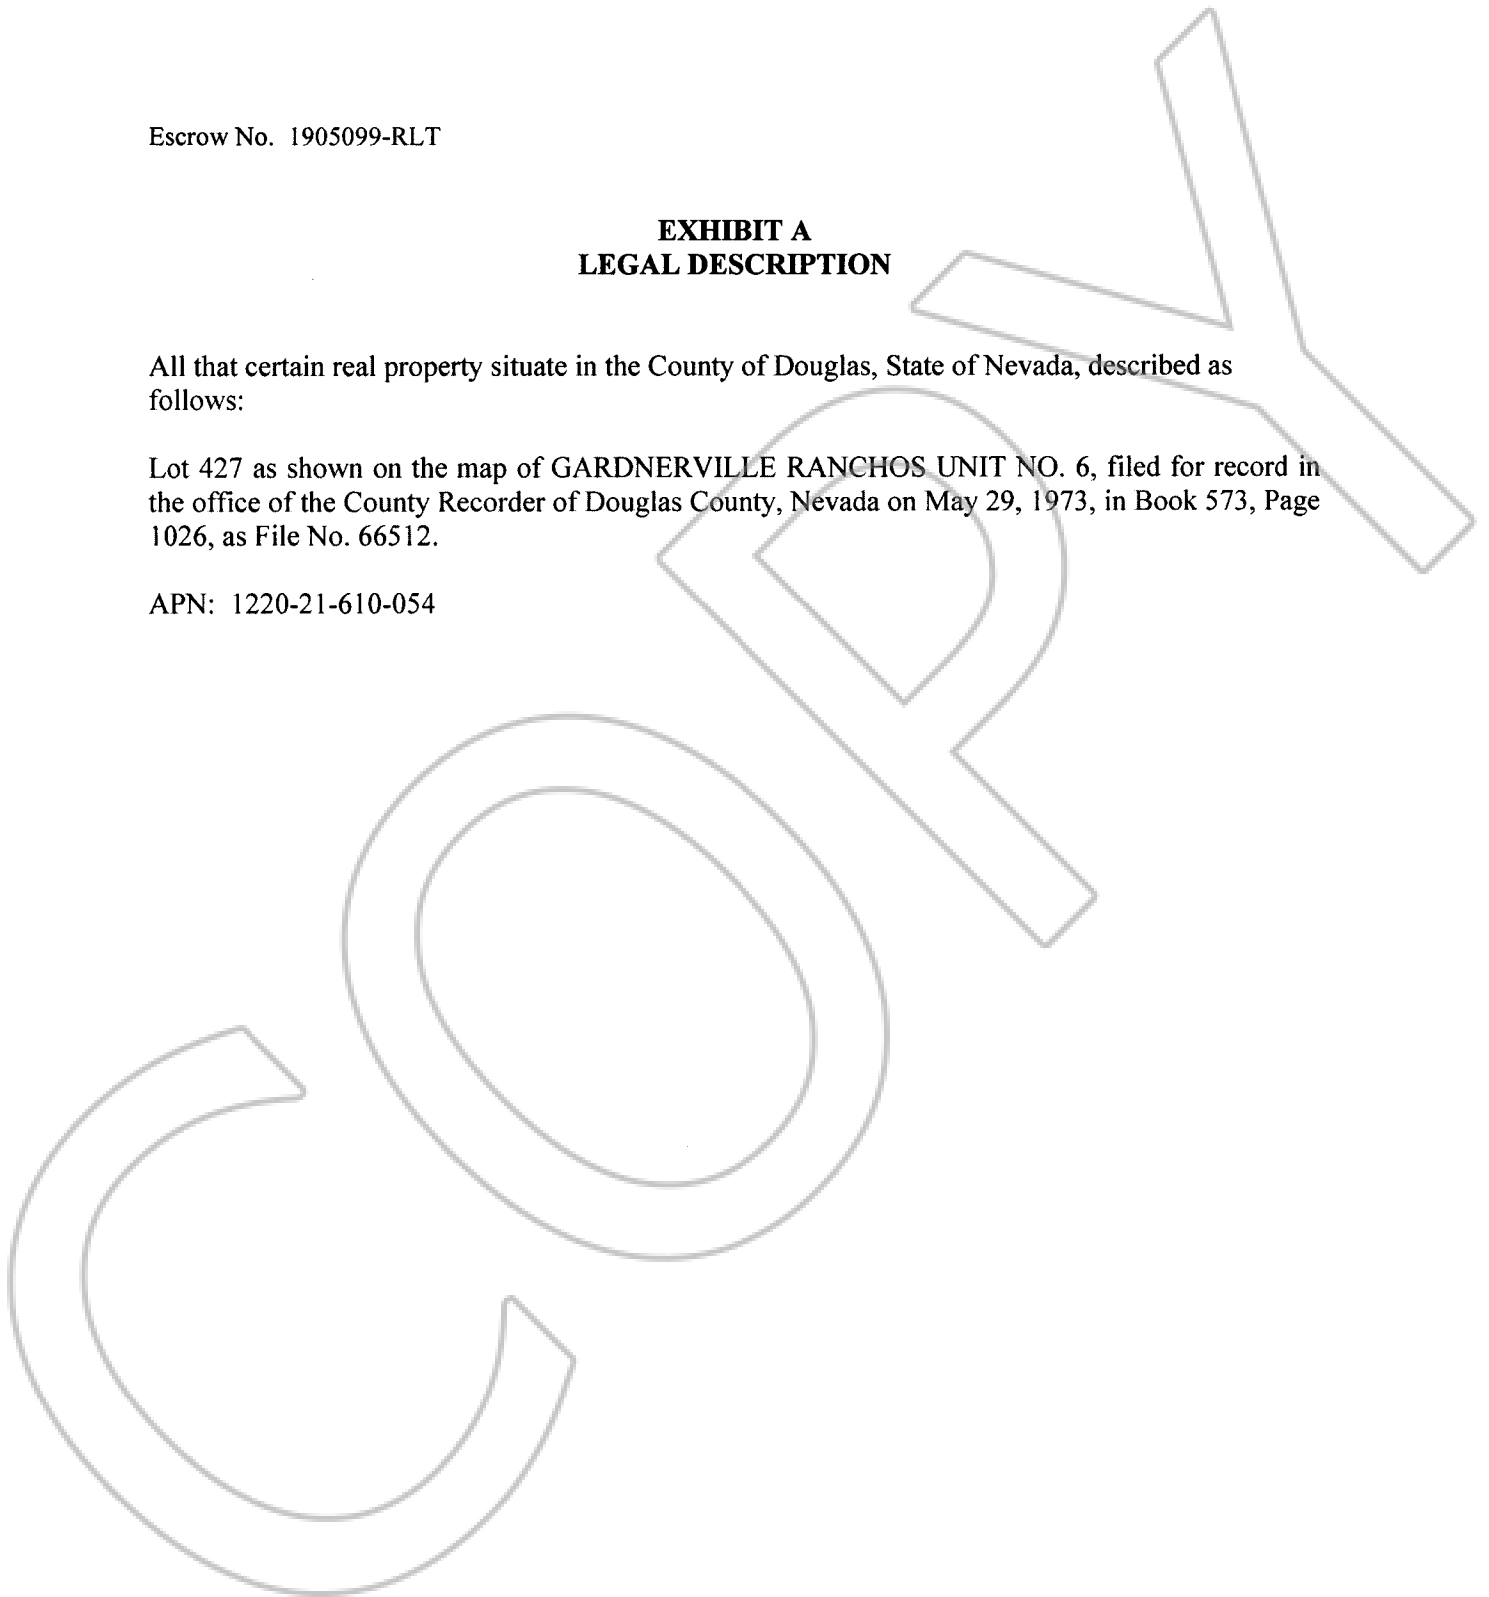 Escrow No. 1905099-RLT
EXHIBIT A
LEGAL DESCRIPTION
All that certain real property situate in the County of Douglas, State of Nevada, described as
follows:
Lot 427 as shown on the map of GARDNERVILLE RANCHOS UNIT NO. 6, filed for record in
the office of the County Recorder of Douglas County, Nevada on May 29, 1973, in Book 573, Page
1026, as File No. 66512.
APN: 1220-21-610-054
COPY